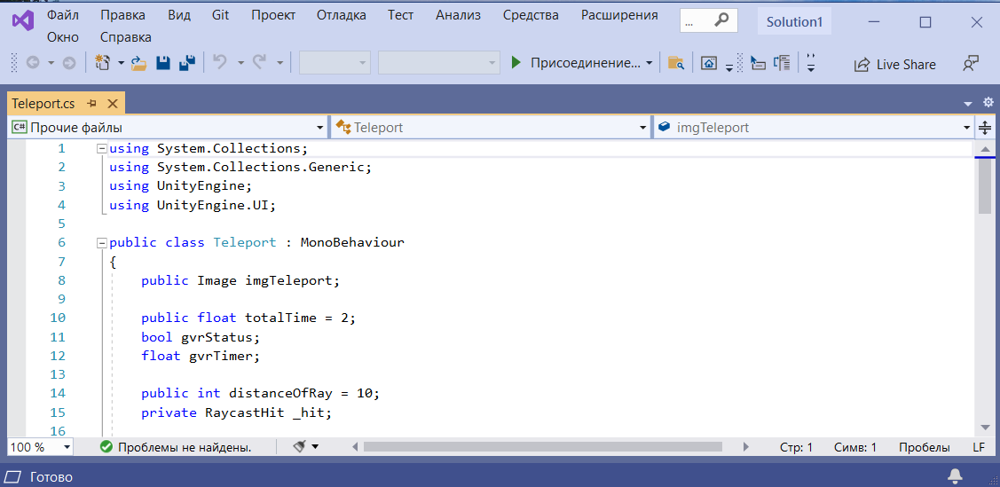 Файл Правка Вид Git Проект Отладка Тест Анализ Средства Расширения ... Solution1
Окно Справка
Присоединение... Live Share
Teleport.cs
C# Прочие файлы Teleport imgTeleport
1 using System.Collections;
2 using System.Collections.Generic;
3 using UnityEngine;
4 using UnityEngine.UI;
5
6 public class Teleport : MonoBehaviour
7 {
8 public Image imgTeleport;
9
10 public float totalTime = 2;
11 bool gvrStatus;
12 float gvrTimer;
13
14 public int distanceOfRay = 10;
15 private RaycastHit _hit;
16
100 % Проблемы не найдены. Стр: 1 Симв: 1 Пробелы LF
Готово